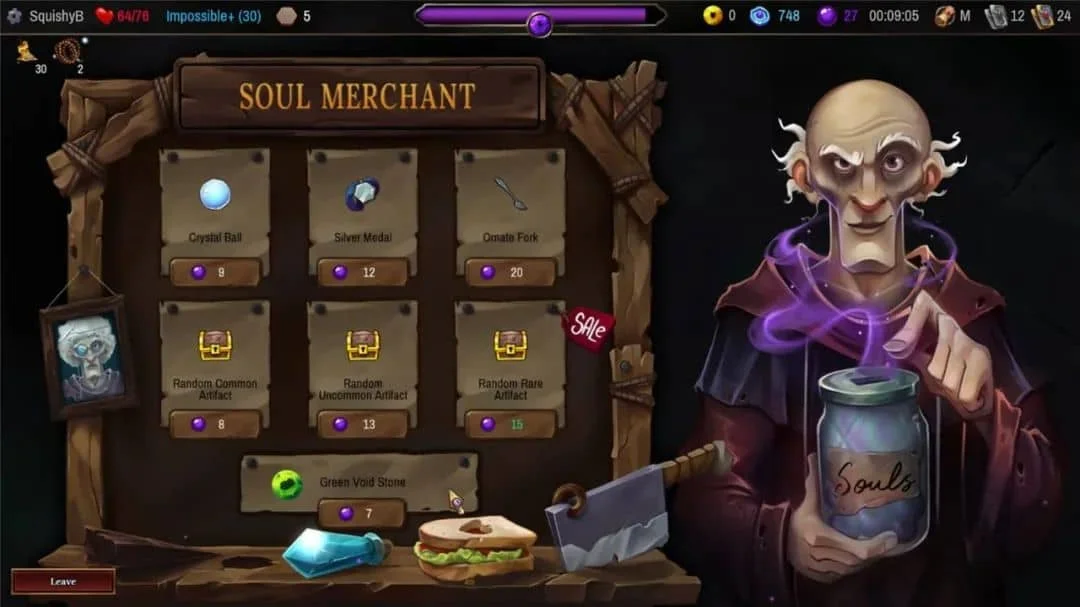 SquishyB 64/76 Impossible+ (30) 5 0 748 27 00:09:05 M 12 24
30 2
SOUL MERCHANT
Crystal Ball
9
Silver Medal
12
Ornate Fork
20
Random Common
Artifact
8
Random
Uncommon Artifact
13
SALE
Random Rare
Artifact
15
Green Void Stone
7
Souls
Leave